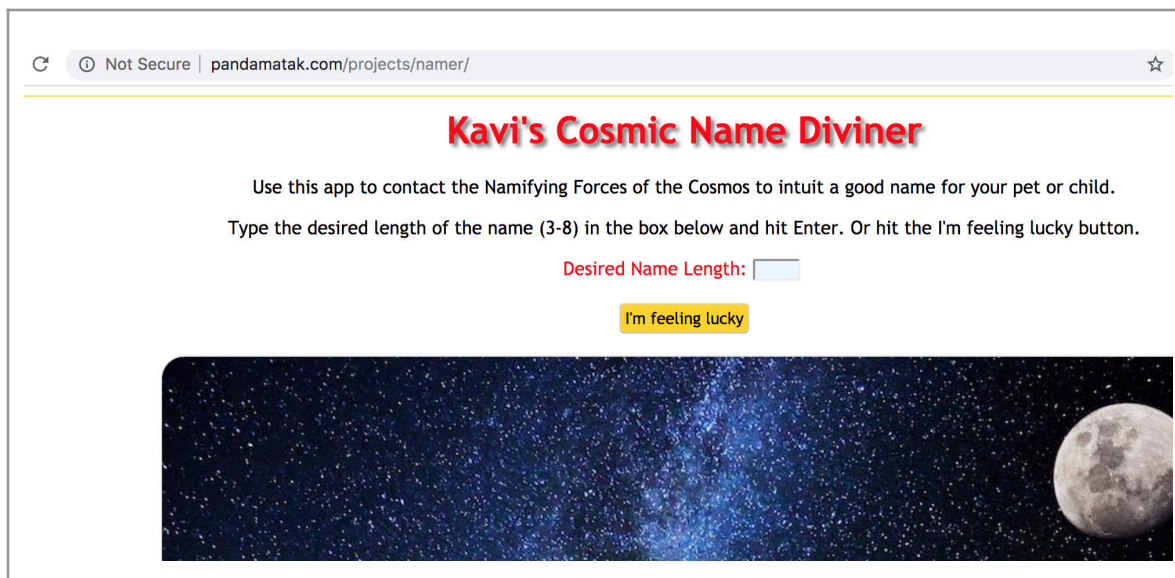 Not Secure | pandamatak.com/projects/namer/
Kavi's Cosmic Name Diviner
Use this app to contact the Namifying Forces of the Cosmos to intuit a good name for your pet or child.
Type the desired length of the name (3-8) in the box below and hit Enter. Or hit the I'm feeling lucky button.
Desired Name Length:
I'm feeling lucky